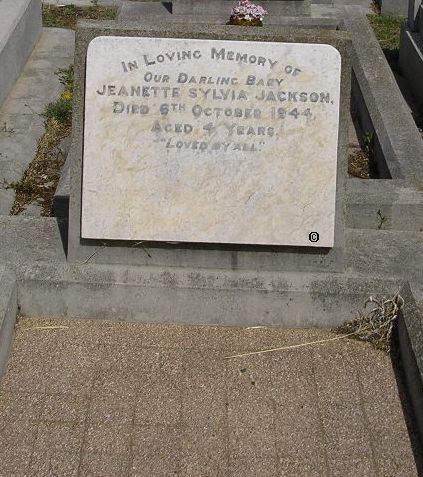 In Loving Memory of
Our Darling Baby
JEANETTE SYLVIA JACKSON.
Died 6th October 1944
Aged 4 Years.
"Loved by all"
©